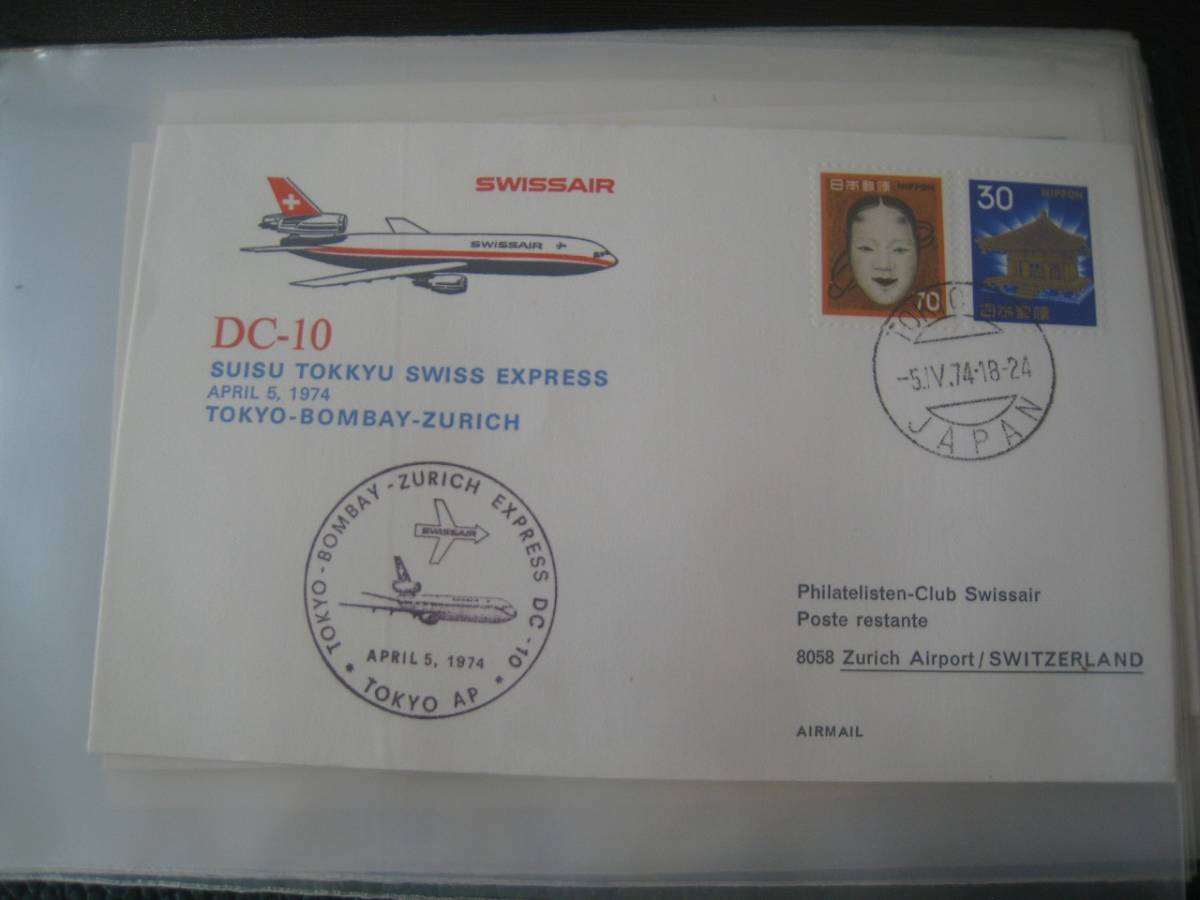 SWISSAIR
SWISSAIR
DC-10
SUISU TOKKYU SWISS EXPRESS
APRIL 5, 1974
TOKYO-BOMBAY-ZURICH
日本郵便 NIPPON
70
30 NIPPON
日本郵便
TOKYO
-5.IV.74.18-24
JAPAN
TOKYO-BOMBAY-ZURICH EXPRESS DC-10
SWISSAIR
APRIL 5, 1974
TOKYO AP
Philatelisten-Club Swissair
Poste restante
8058 Zurich Airport/SWITZERLAND
AIRMAIL